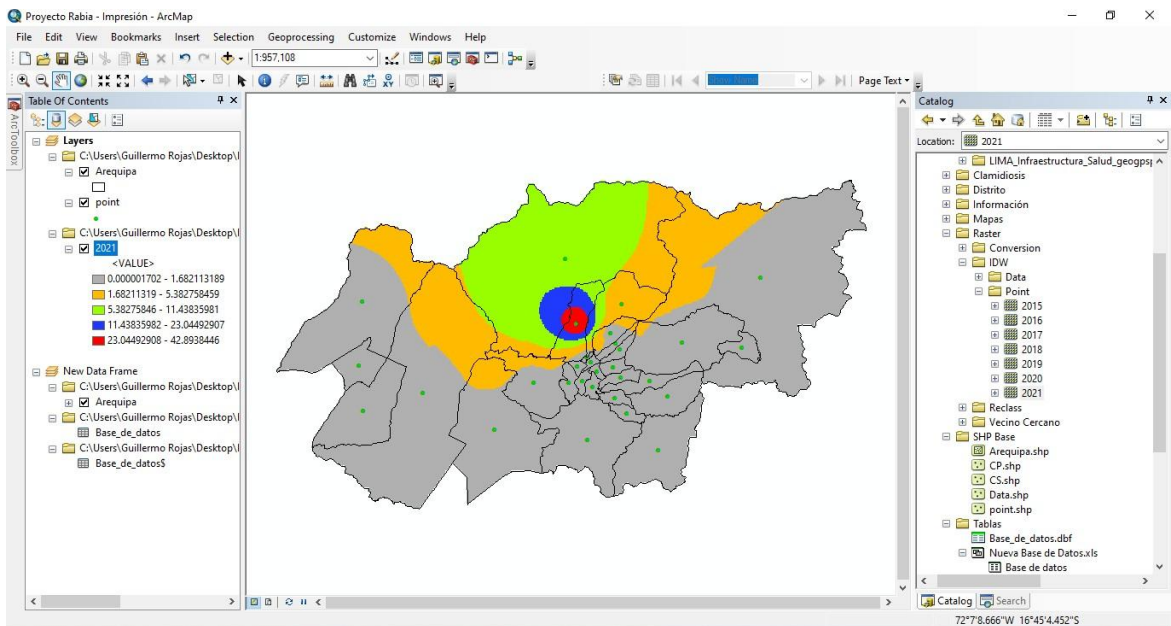 Proyecto Rabia - Impresión - ArcMap
File Edit View Bookmarks Insert Selection Geoprocessing Customize Windows Help
1:957,108
Page Text
Table Of Contents
ArcToolbox
Layers
C:\Users\Guillermo Rojas\Desktop\
Arequipa
point
C:\Users\Guillermo Rojas\Desktop\
2021
<VALUE>
0.000001702 - 1.682113189
1.68211319 - 5.382758459
5.38275846 - 11.43835981
11.43835982 - 23.04492907
23.04492908 - 42.8938446
New Data Frame
C:\Users\Guillermo Rojas\Desktop\
Arequipa
C:\Users\Guillermo Rojas\Desktop\
Base_de_datos
C:\Users\Guillermo Rojas\Desktop\
Base_de_datos$
Catalog
Location: 2021
LIMA_Infraestructura_Salud_geogpsp
Clamidiosis
Distrito
Información
Mapas
Raster
Conversion
IDW
Data
Point
2015
2016
2017
2018
2019
2020
2021
Reclass
Vecino Cercano
SHP Base
Arequipa.shp
CP.shp
CS.shp
Data.shp
point.shp
Tablas
Base_de_datos.dbf
Nueva Base de Datos.xls
Base de datos
Catalog Search
72°7'8.666"W 16°45'4.452"S